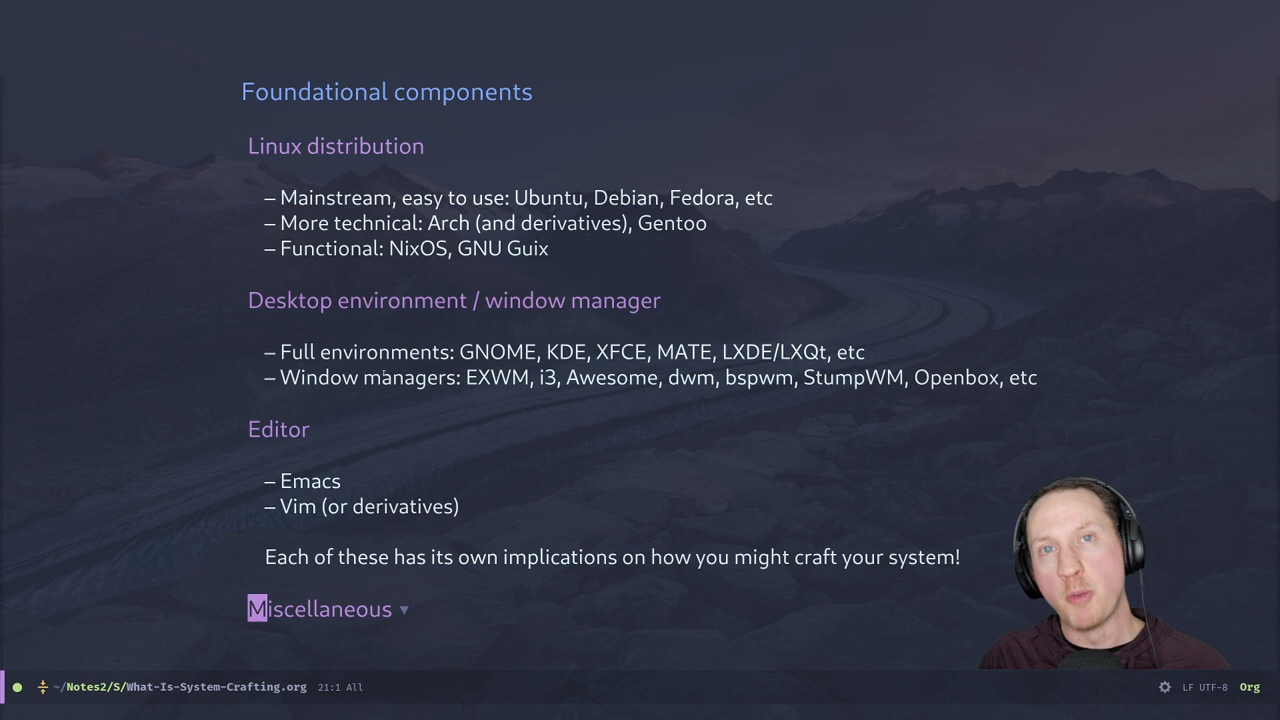 Foundational components
Linux distribution
– Mainstream, easy to use: Ubuntu, Debian, Fedora, etc
– More technical: Arch (and derivatives), Gentoo
– Functional: NixOS, GNU Guix
Desktop environment / window manager
– Full environments: GNOME, KDE, XFCE, MATE, LXDE/LXQt, etc
– Window managers: EXWM, i3, Awesome, dwm, bspwm, StumpWM, Openbox, etc
Editor
– Emacs
– Vim (or derivatives)
Each of these has its own implications on how you might craft your system!
Miscellaneous ▾
~/Notes2/S/What-Is-System-Crafting.org 21:1 All LF UTF-8 Org